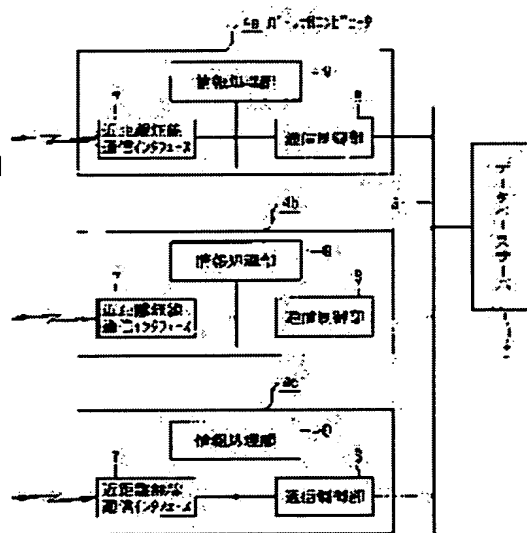 4a パーソナルコンピュータ
情報処理部
7
近距離無線
通信インタフェース
通信制御部
データベースサーバ
4b
情報処理部
7
近距離無線
通信インタフェース
9
通信制御部
4c
情報処理部
7
近距離無線
通信インタフェース
通信制御部